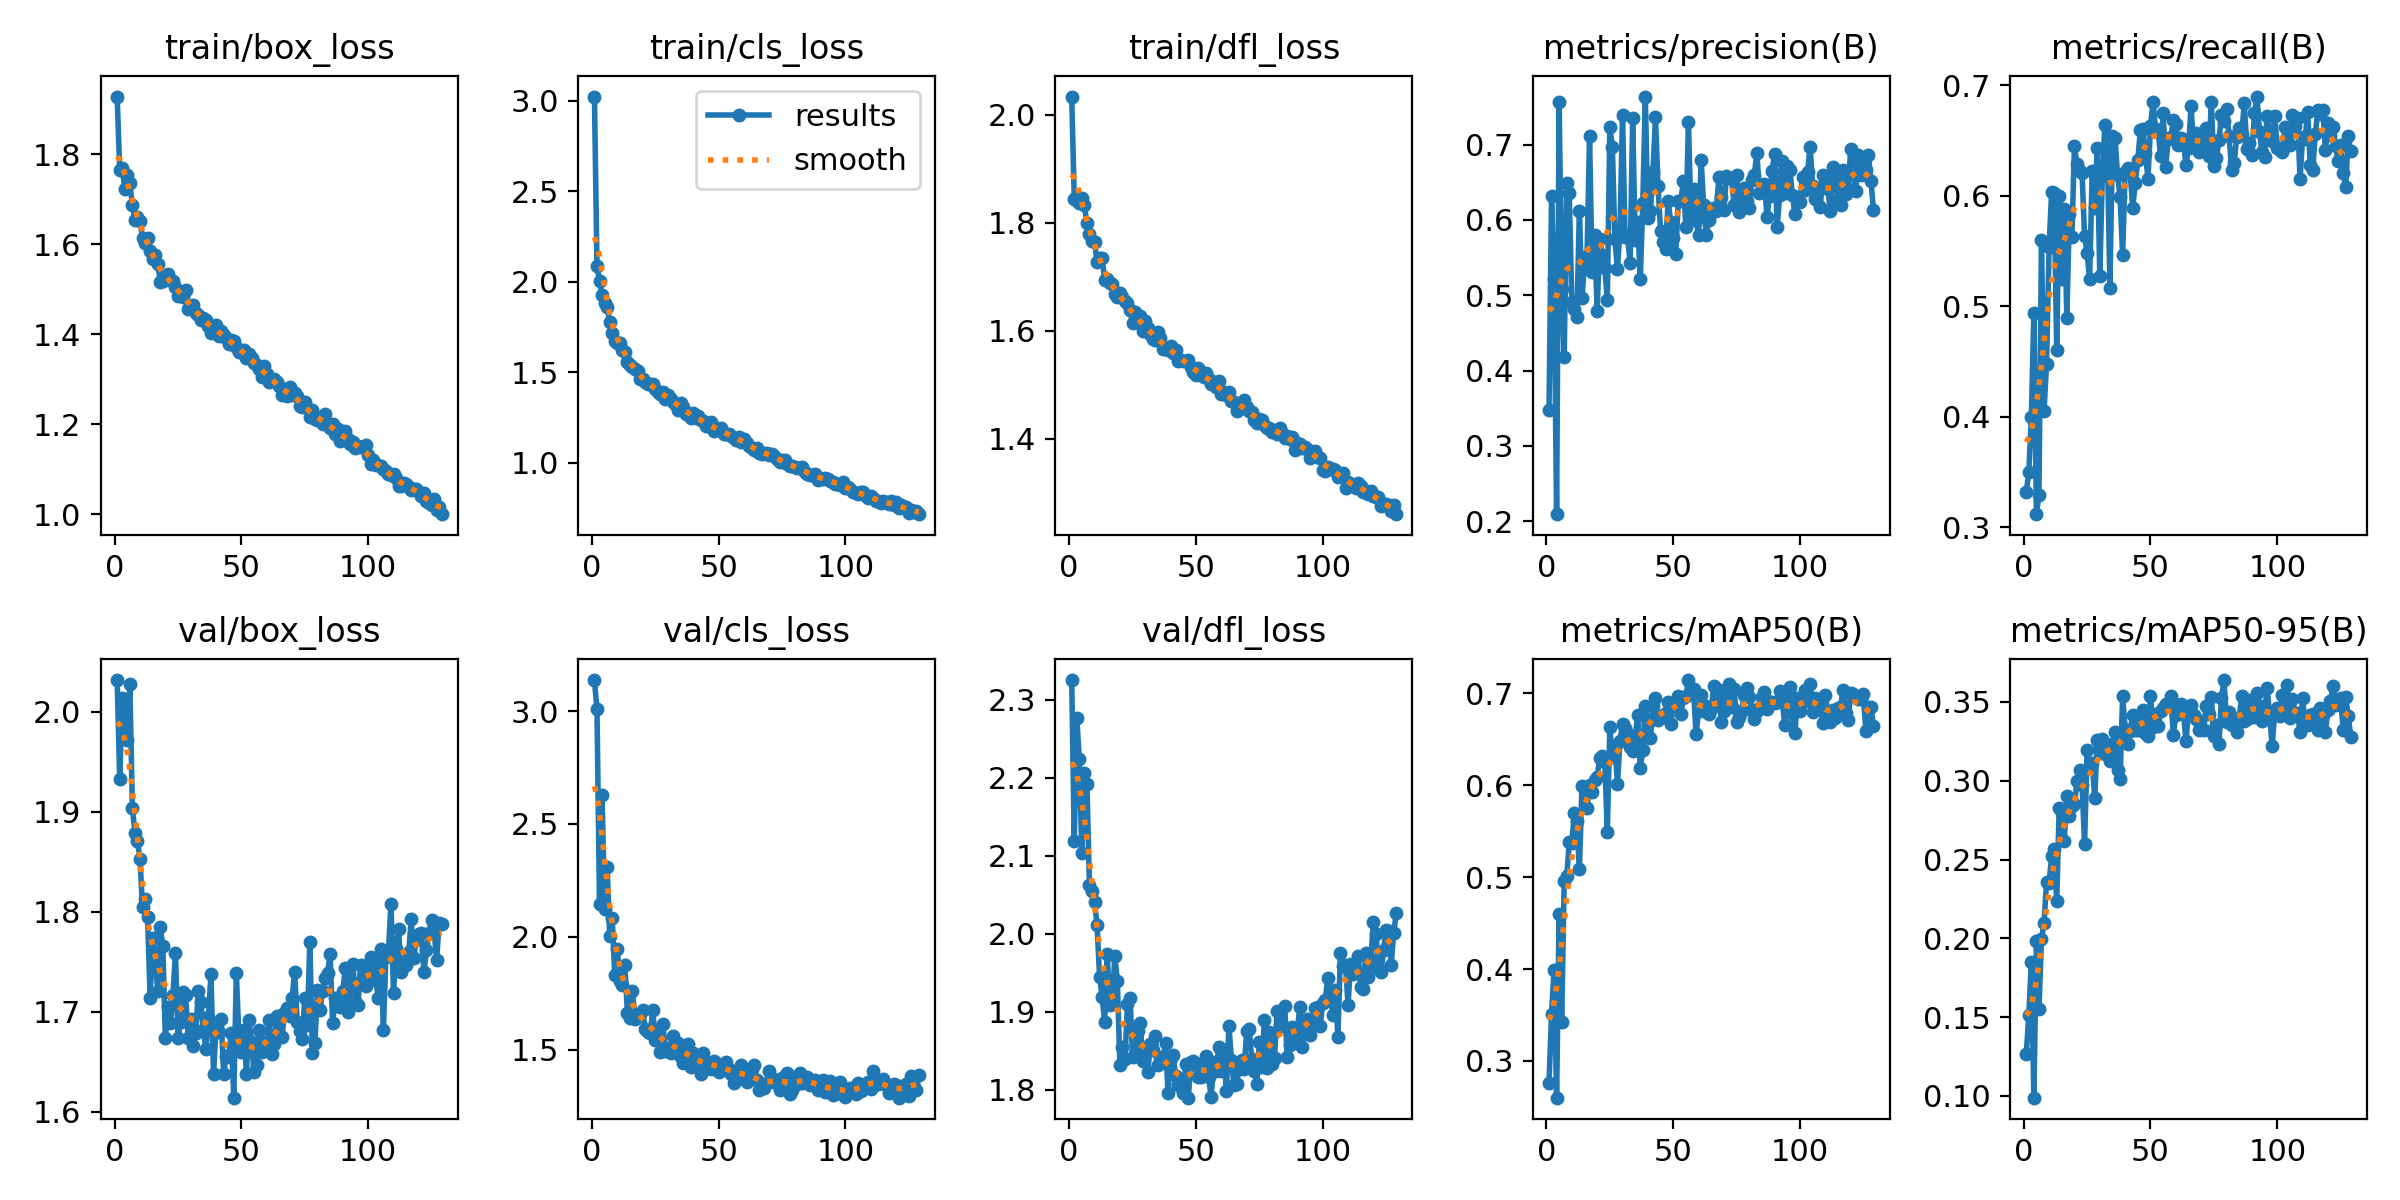 train/box_loss
train/cls_loss
train/dfl_loss
metrics/precision(B)
metrics/recall(B)
results
smooth
1.8
1.6
1.4
1.2
1.0
0 50 100
3.0
2.5
2.0
1.5
1.0
0 50 100
2.0
1.8
1.6
1.4
0 50 100
0.7
0.6
0.5
0.4
0.3
0.2
0 50 100
0.7
0.6
0.5
0.4
0.3
0 50 100
val/box_loss
val/cls_loss
val/dfl_loss
metrics/mAP50(B)
metrics/mAP50-95(B)
2.0
1.9
1.8
1.7
1.6
0 50 100
3.0
2.5
2.0
1.5
0 50 100
2.3
2.2
2.1
2.0
1.9
1.8
0 50 100
0.7
0.6
0.5
0.4
0.3
0 50 100
0.35
0.30
0.25
0.20
0.15
0.10
0 50 100